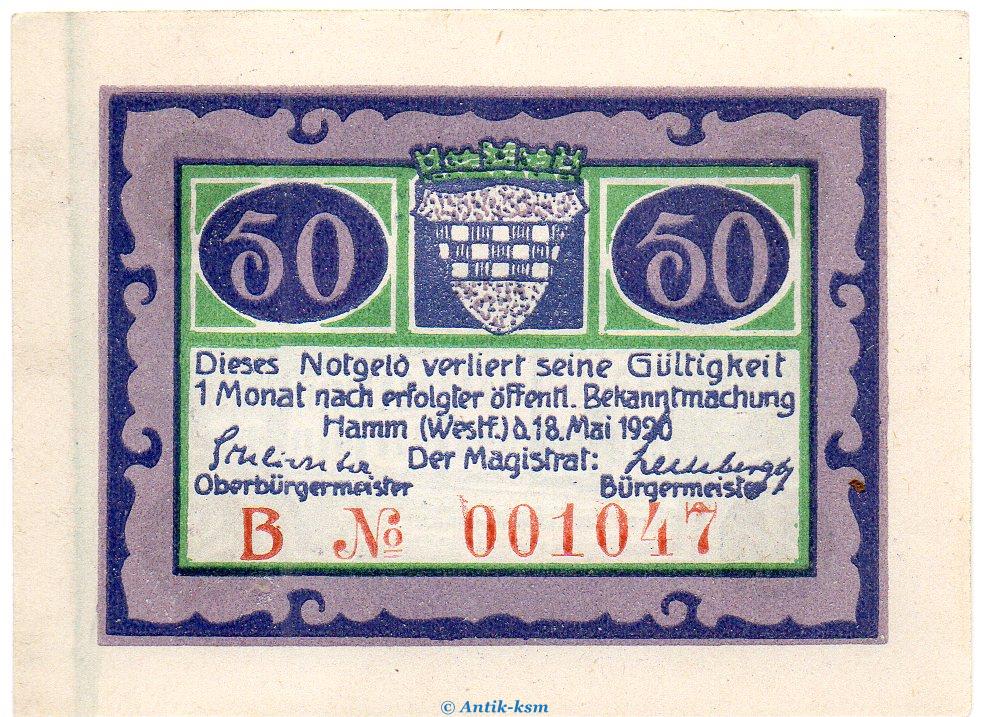 50 50
Dieses Notgeld verliert seine Gültigkeit
1 Monat nach erfolgter öffentl. Bekanntmachung
Hamm (Westf.) d. 18. Mai 1920
Der Magistrat:
Oberbürgermeister Bürgermeister
B № 001047
© Antik-ksm